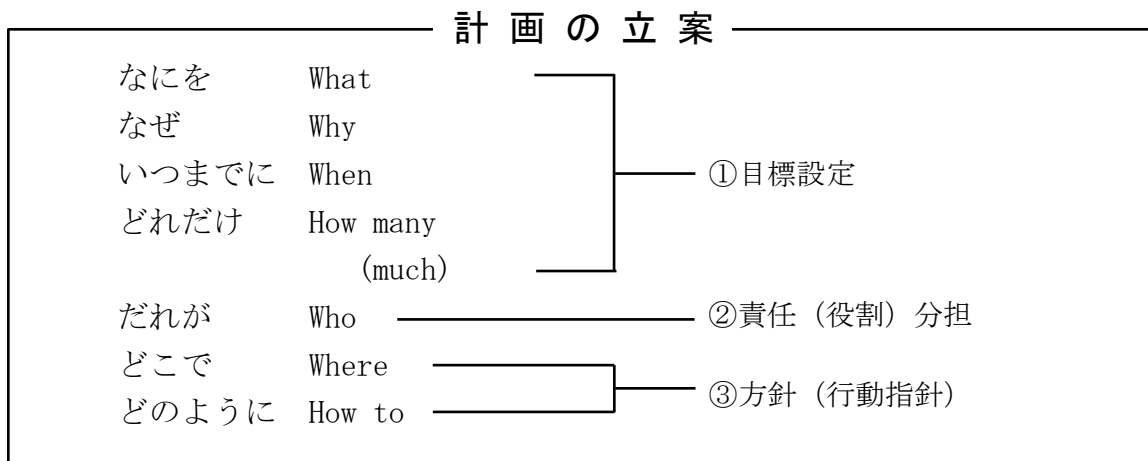 計画の立案
なにを What
なぜ Why
いつまでに When
どれだけ How many
(much)
①目標設定
だれが Who
②責任（役割）分担
どこで Where
どのように How to
③方針（行動指針）